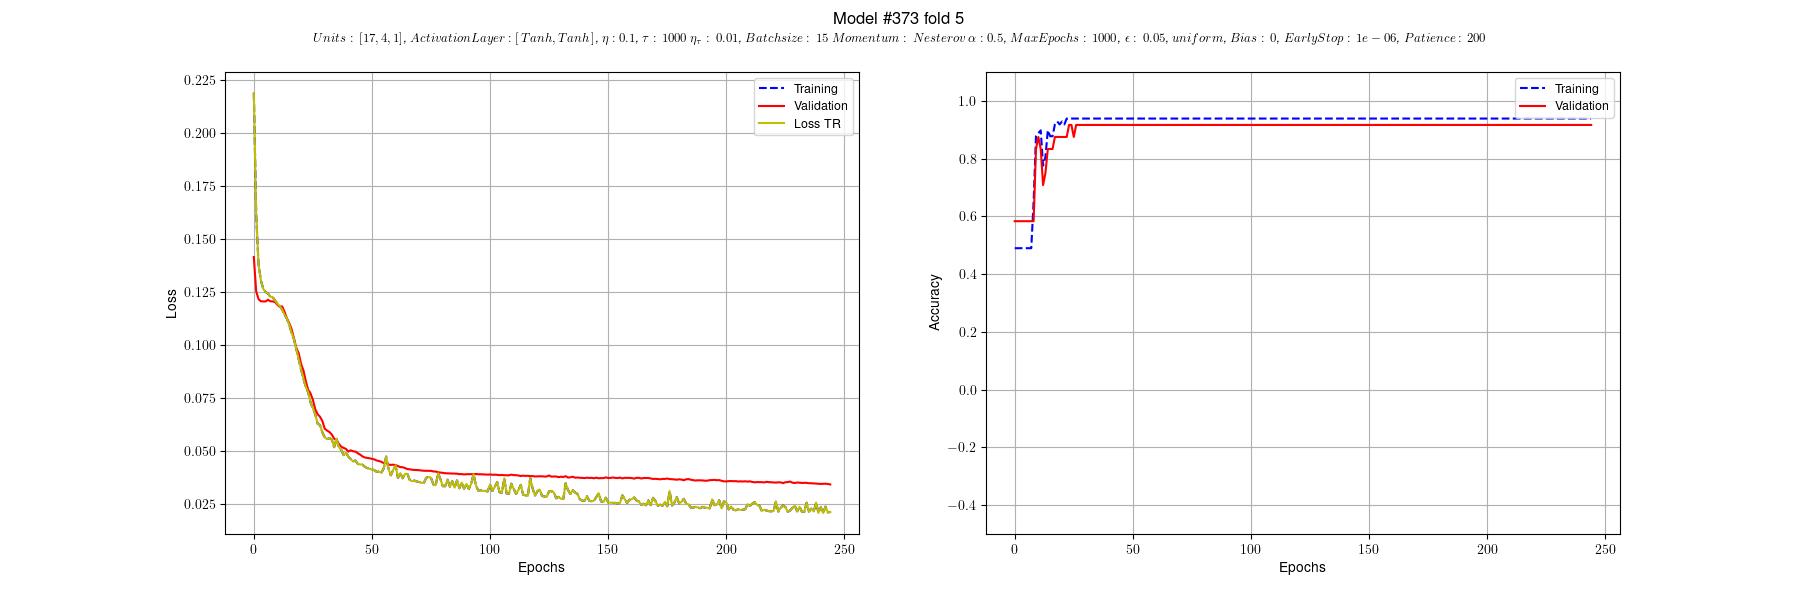 Model #373 fold 5
Units : [17, 4, 1], ActivationLayer : [Tanh, Tanh], η : 0.1, τ : 1000 ητ : 0.01, Batchsize : 15 Momentum : Nesterov α : 0.5, MaxEpochs : 1000, ϵ : 0.05, uniform, Bias : 0, EarlyStop : 1e − 06, Patience : 200
0.225
0.200
0.175
0.150
0.125
0.100
0.075
0.050
0.025
Loss
0 50 100 150 200 250
Epochs
Training
Validation
Loss TR
1.0
0.8
0.6
0.4
0.2
0.0
−0.2
−0.4
Accuracy
0 50 100 150 200 250
Epochs
Training
Validation